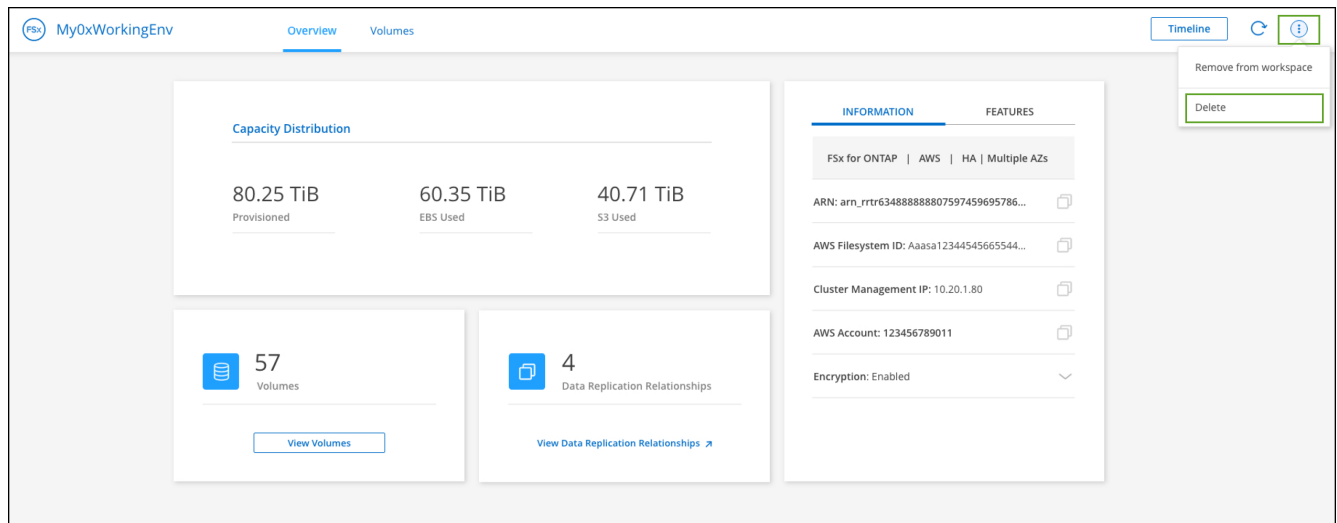 FSx My0xWorkingEnv Overview Volumes Timeline
Remove from workspace
Delete
Capacity Distribution
80.25 TiB 60.35 TiB 40.71 TiB
Provisioned EBS Used S3 Used
57
Volumes
View Volumes
4
Data Replication Relationships
View Data Replication Relationships
INFORMATION FEATURES
FSx for ONTAP | AWS | HA | Multiple AZs
ARN: arn_rrtr634888888807597459695786...
AWS Filesystem ID: Aaasa12344545665544...
Cluster Management IP: 10.20.1.80
AWS Account: 123456789011
Encryption: Enabled